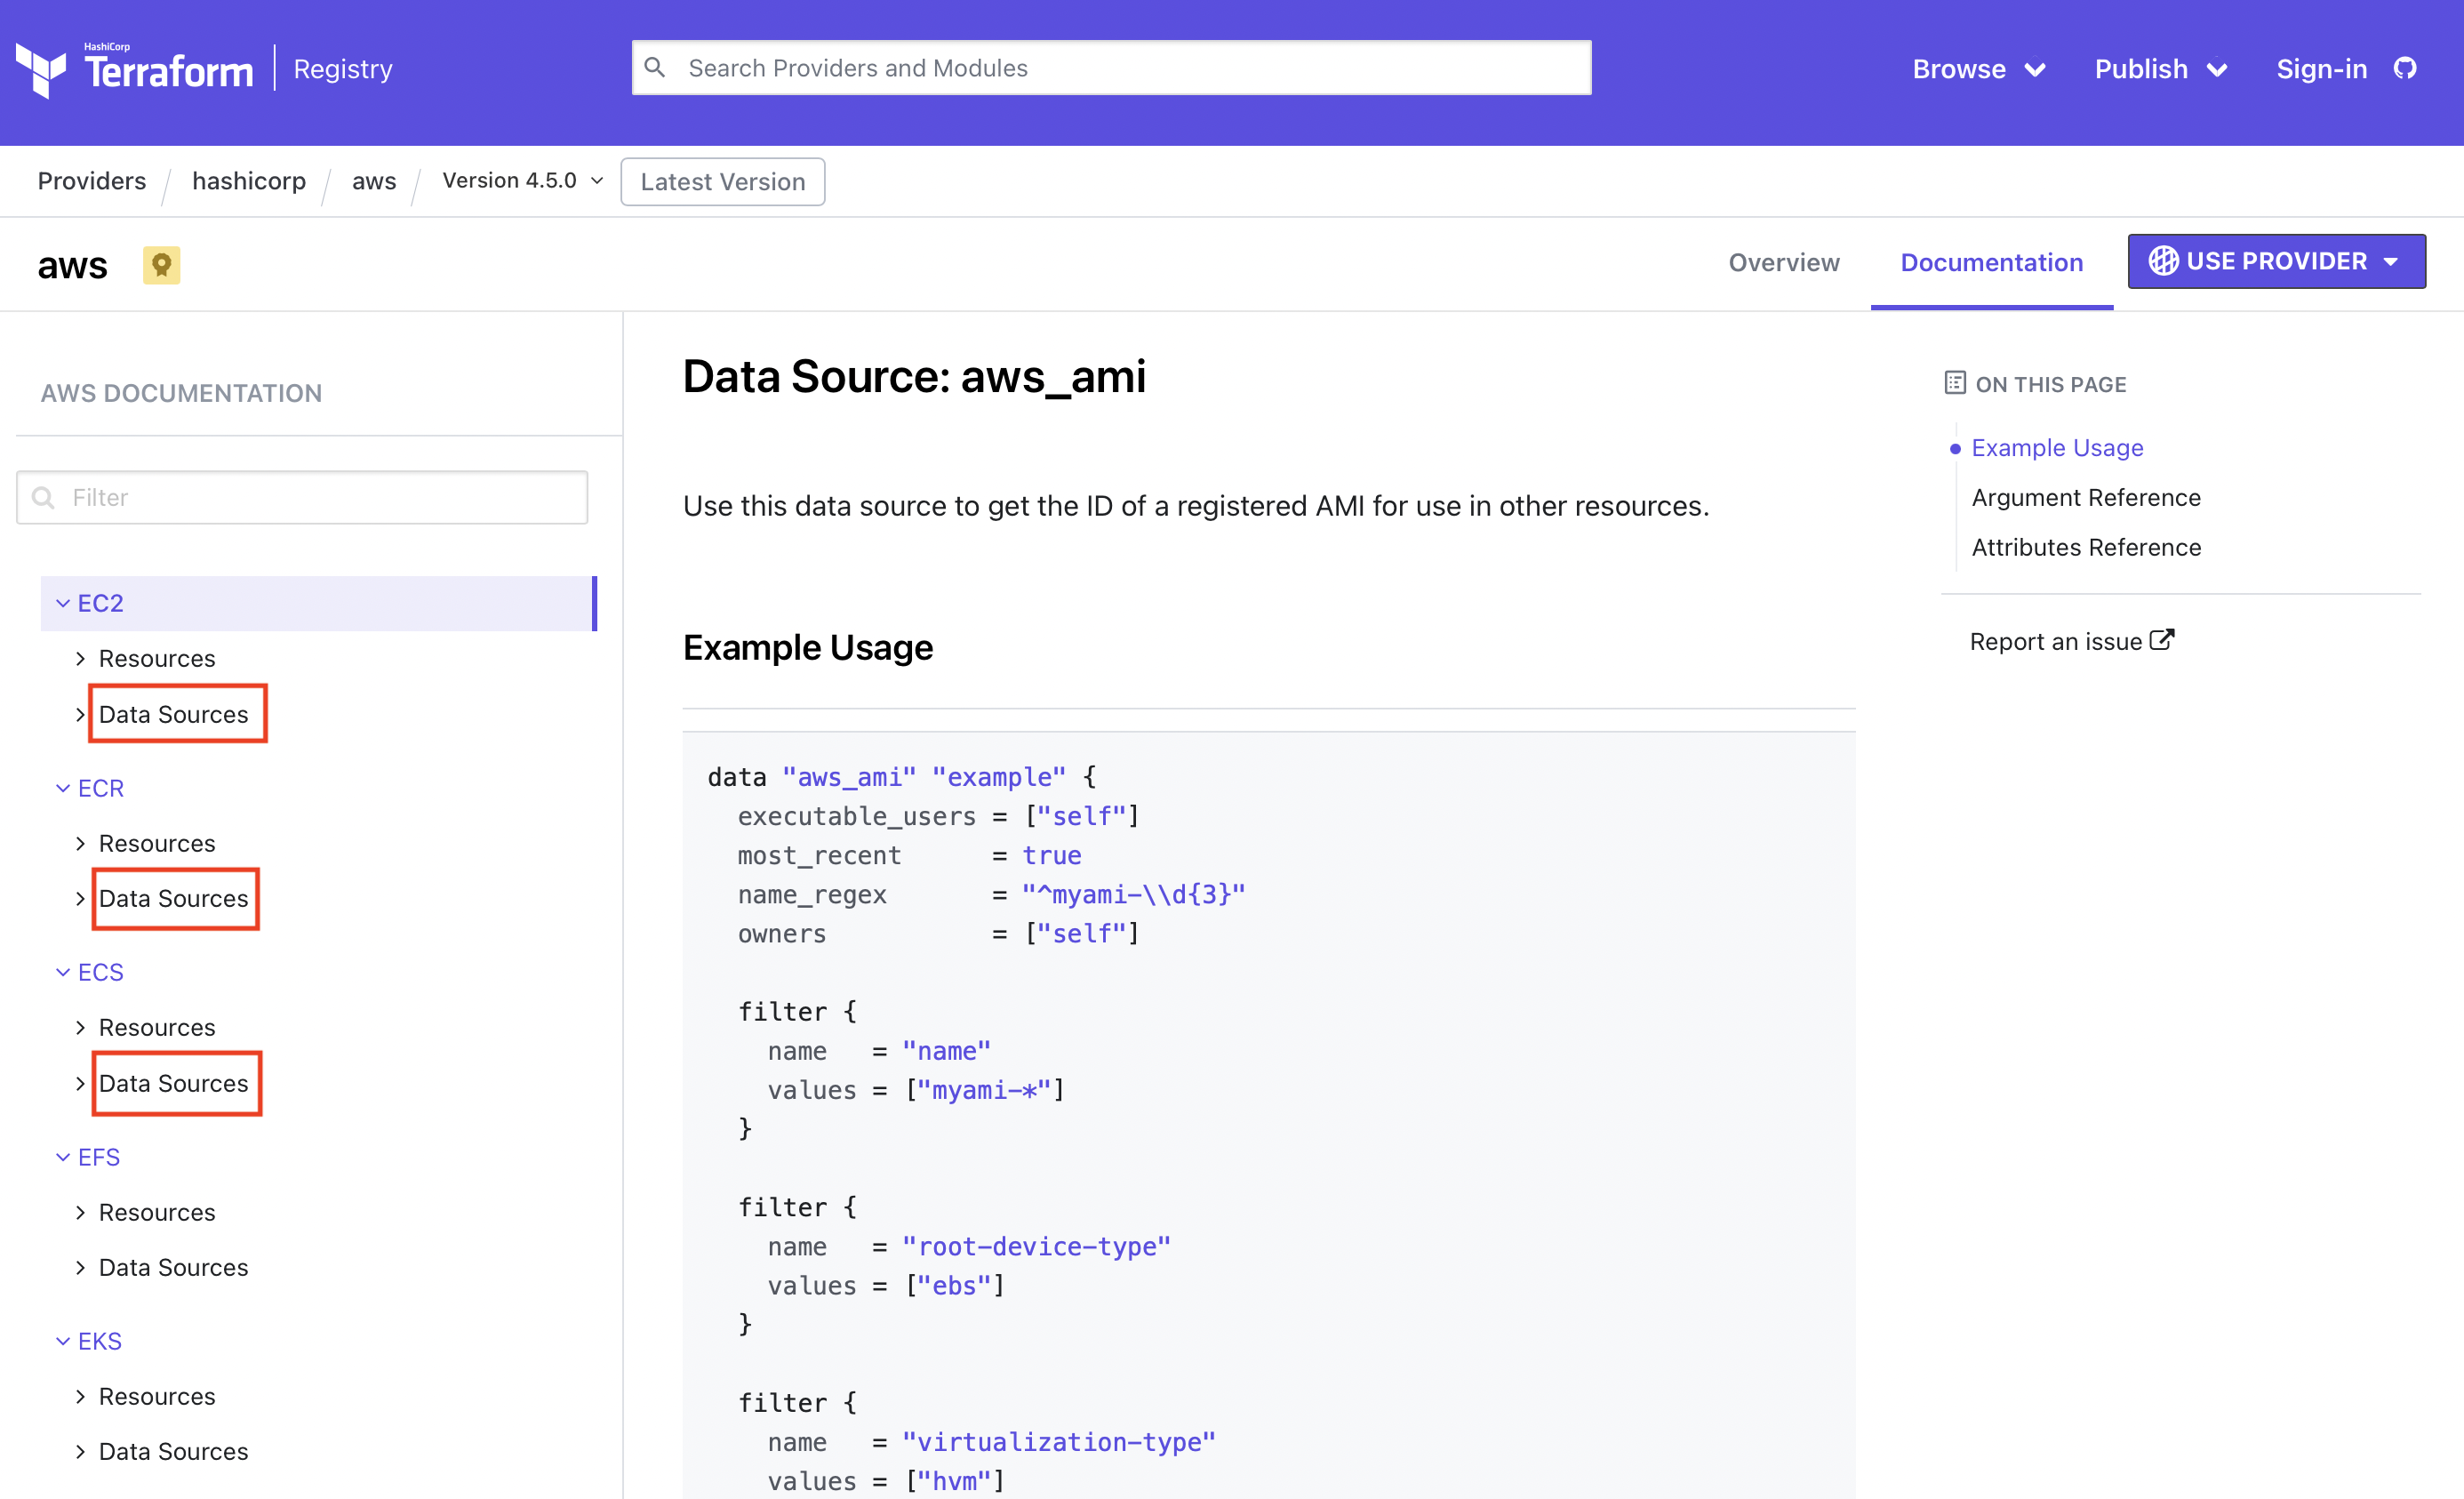 HashiCorp
Terraform
Registry
Search Providers and Modules
Browse
Publish
Sign-in
Providers / hashicorp / aws / Version 4.5.0
Latest Version
aws
Overview
Documentation
USE PROVIDER
AWS DOCUMENTATION
Filter
EC2
Resources
Data Sources
ECR
Resources
Data Sources
ECS
Resources
Data Sources
EFS
Resources
Data Sources
EKS
Resources
Data Sources
Data Source: aws_ami
Use this data source to get the ID of a registered AMI for use in other resources.
Example Usage
data "aws_ami" "example" {
  executable_users = ["self"]
  most_recent      = true
  name_regex       = "^myami-\\d{3}"
  owners           = ["self"]
  filter {
    name   = "name"
    values = ["myami-*"]
  }
  filter {
    name   = "root-device-type"
    values = ["ebs"]
  }
  filter {
    name   = "virtualization-type"
    values = ["hvm"]
ON THIS PAGE
Example Usage
Argument Reference
Attributes Reference
Report an issue